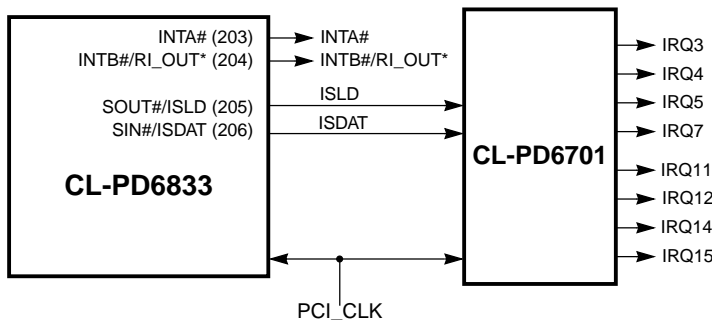 INTA# (203)
INTB#/RI_OUT* (204)
SOUT#/ISLD (205)
SIN#/ISDAT (206)
CL-PD6833
INTA#
INTB#/RI_OUT*
ISLD
ISDAT
PCI_CLK
CL-PD6701
IRQ3
IRQ4
IRQ5
IRQ7
IRQ11
IRQ12
IRQ14
IRQ15